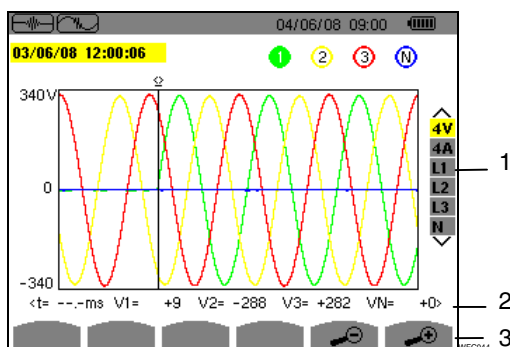 04/06/08 09:00
03/06/08 12:00:06
1 2 3 N
340V
0
-340
4V
4A
L1
L2
L3
N
1
<t= --.-ms V1= +9 V2= -288 V3= +282 VN= +0>
2
3